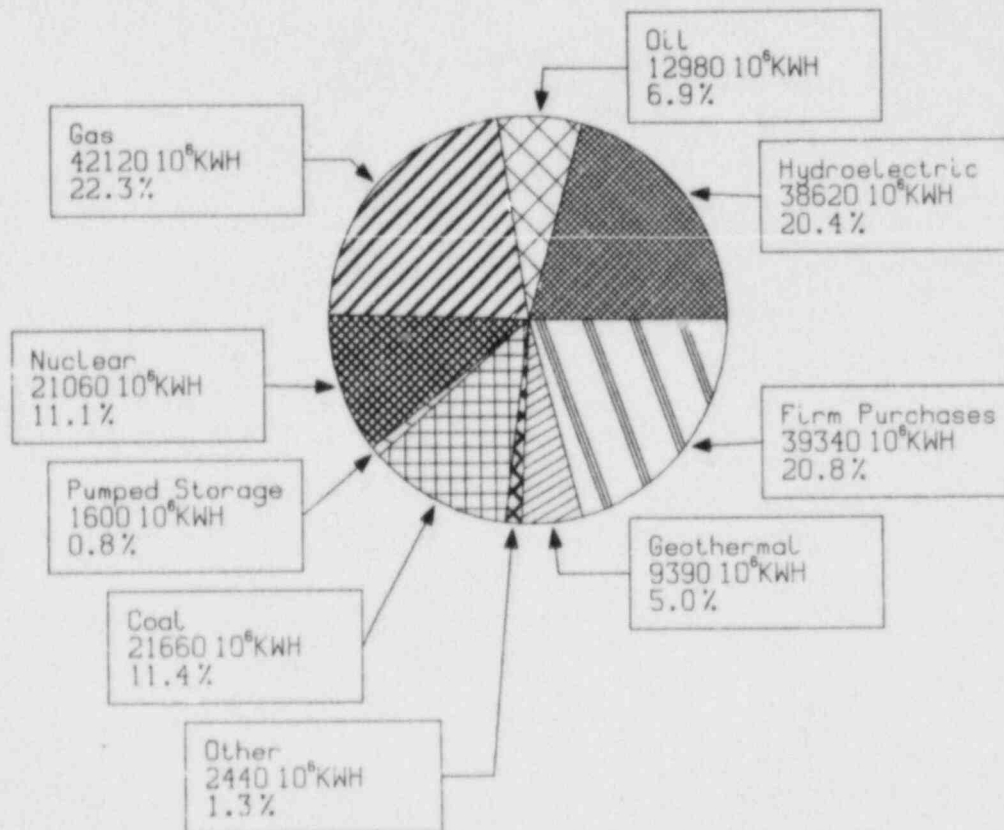 Oil
12980 10⁶KWH
6.9%
Gas
42120 10⁶KWH
22.3%
Hydroelectric
38620 10⁶KWH
20.4%
Nuclear
21060 10⁶KWH
11.1%
Firm Purchases
39340 10⁶KWH
20.8%
Pumped Storage
1600 10⁶KWH
0.8%
Geothermal
9390 10⁶KWH
5.0%
Coal
21660 10⁶KWH
11.4%
Other
2440 10⁶KWH
1.3%